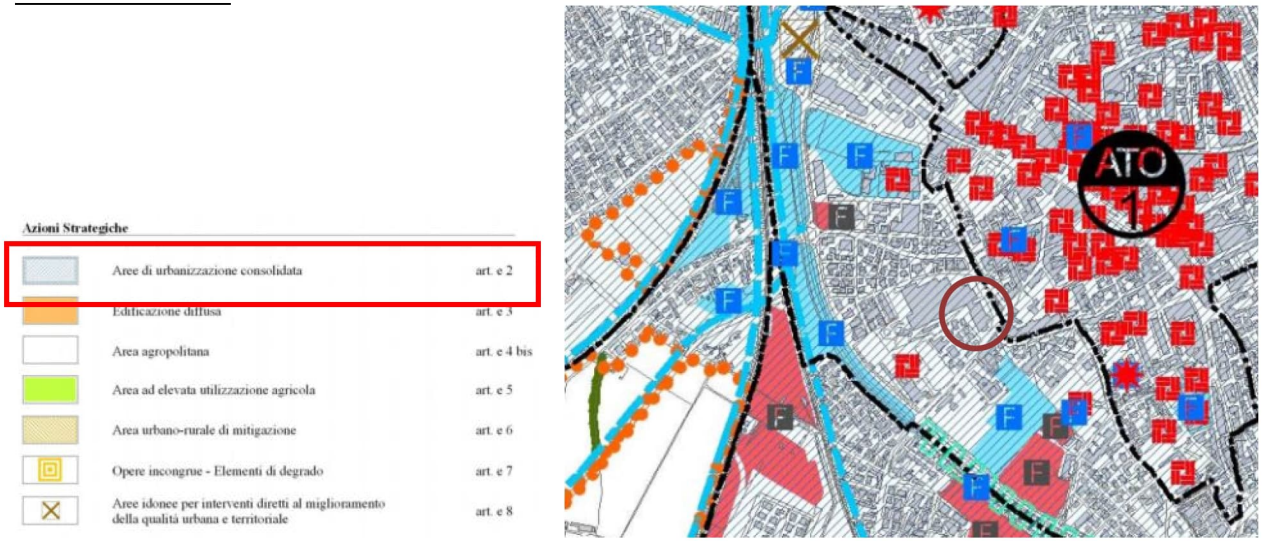 Azioni Strategiche
Aree di urbanizzazione consolidata art. e 2
Edificazione diffusa art. e 3
Area agropolitana art. e 4 bis
Area ad elevata utilizzazione agricola art. e 5
Area urbano-rurale di mitigazione art. e 6
Opere incongrue - Elementi di degrado art. e 7
Aree idonee per interventi diretti al miglioramento
della qualità urbana e territoriale art. e 8
F
F
F
F
F
F
ATO
1
F
F
F
F
F
F
F
F
F
F
F
F
F